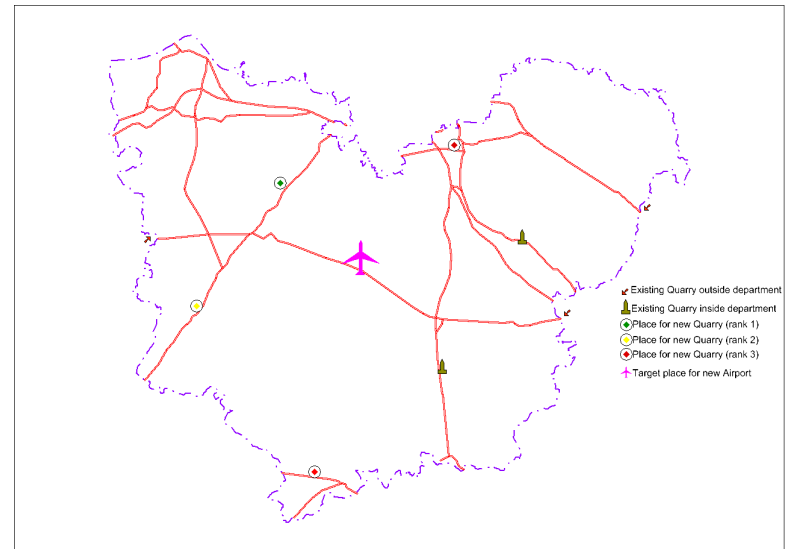 Existing Quarry outside department
Existing Quarry inside department
Place for new Quarry (rank 1)
Place for new Quarry (rank 2)
Place for new Quarry (rank 3)
Target place for new Airport